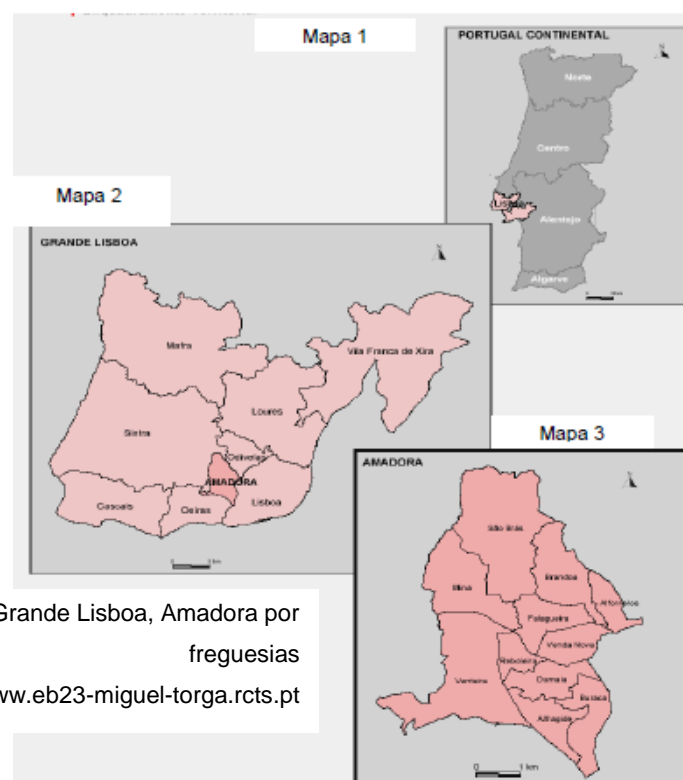 Mapa 1
PORTUGAL CONTINENTAL
Norte
Centro
Alentejo
Algarve
Mapa 2
GRANDE LISBOA
Mafra
Vila Franca de Xira
Loures
Sintra
Odivelas
AMADORA
Lisboa
Cascais
Oeiras
Mapa 3
AMADORA
São Brás
Brandoa
Mina
Alfornelos
Falagueira
Venda Nova
Reboleira
Damaia
Venteira
Buraca
Alfragide
0 1 km
Grande Lisboa, Amadora por
freguesias
ww.eb23-miguel-torga.rcts.pt